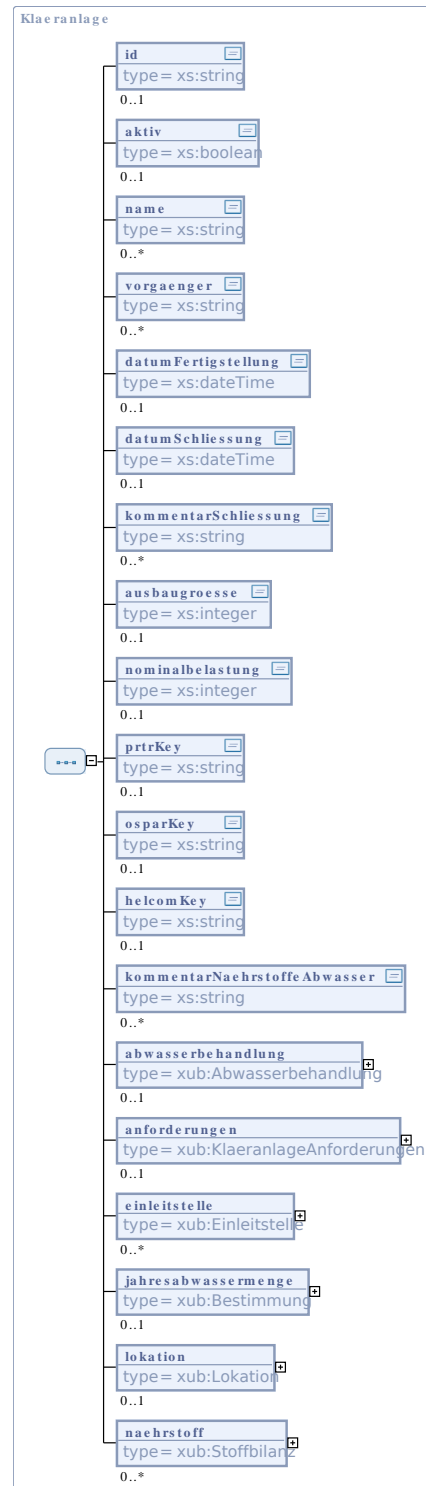 Klaeranlage
id
type= xs:string
0..1
aktiv
type= xs:boolean
0..1
name
type= xs:string
0..*
vorgaenger
type= xs:string
0..*
datumFertigstellung
type= xs:dateTime
0..1
datumSchliessung
type= xs:dateTime
0..1
kommentarSchliessung
type= xs:string
0..*
ausbaugroesse
type= xs:integer
0..1
nominalbelastung
type= xs:integer
0..1
prtrKey
type= xs:string
0..1
osparKey
type= xs:string
0..1
helcomKey
type= xs:string
0..1
kommentarNaehrstoffeAbwasser
type= xs:string
0..*
abwasserbehandlung
type= xub:Abwasserbehandlung
0..1
anforderungen
type= xub:KlaeranlageAnforderungen
0..1
einleitstelle
type= xub:Einleitstelle
0..*
jahresabwassermenge
type= xub:Bestimmung
0..1
lokation
type= xub:Lokation
0..1
naehrstoff
type= xub:Stoffbilanz
0..*